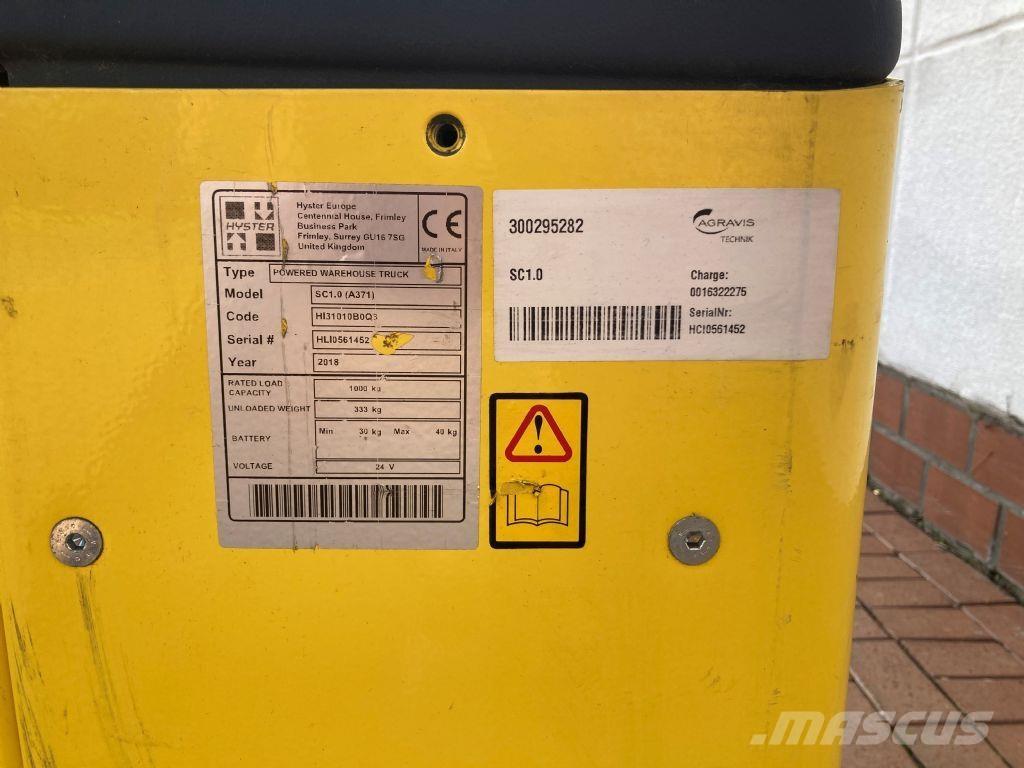 HYSTER
Hyster Europe
Centennial House, Frimley
Business Park
Frimley, Surrey GU16 7SG
United Kingdom
CE
MADE IN ITALY
Type POWERED WAREHOUSE TRUCK
Model SC1.0 (A371)
Code HI31010B0Q3
Serial # HLI0561452
Year 2018
RATED LOAD
CAPACITY 1000 kg
UNLOADED WEIGHT 333 kg
BATTERY Min 30 kg Max 40 kg
VOLTAGE 24 V
300295282
AGRAVIS
TECHNIK
SC1.0
Charge:
0016322275
SerialNr:
HCI0561452
MASCUS